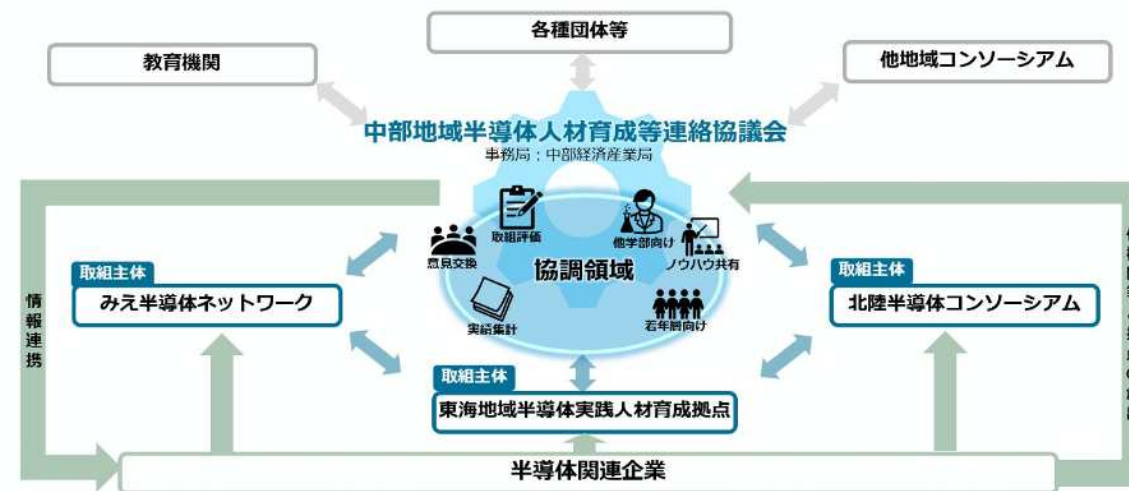 各種団体等
教育機関
他地域コンソーシアム
中部地域半導体人材育成等連絡協議会
事務局：中部経済産業局
取組評価
他学部向け
意見交換
ノウハウ共有
協調領域
取組主体
みえ半導体ネットワーク
取組主体
北陸半導体コンソーシアム
情報連携
実績集計
若年層向け
取組主体
東海地域半導体実践人材育成拠点
半導体関連企業